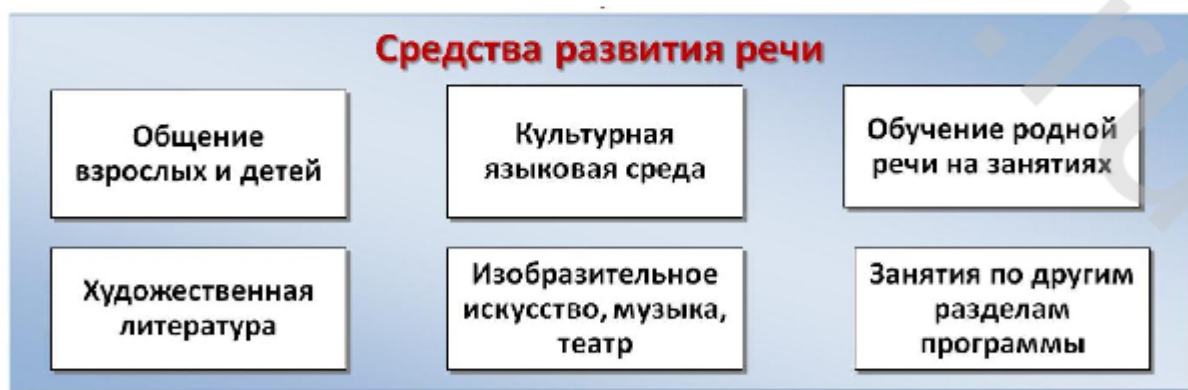 Средства развития речи
Общение
взрослых и детей
Культурная
языковая среда
Обучение родной
речи на занятиях
Художественная
литература
Изобразительное
искусство, музыка,
театр
Занятия по другим
разделам
программы